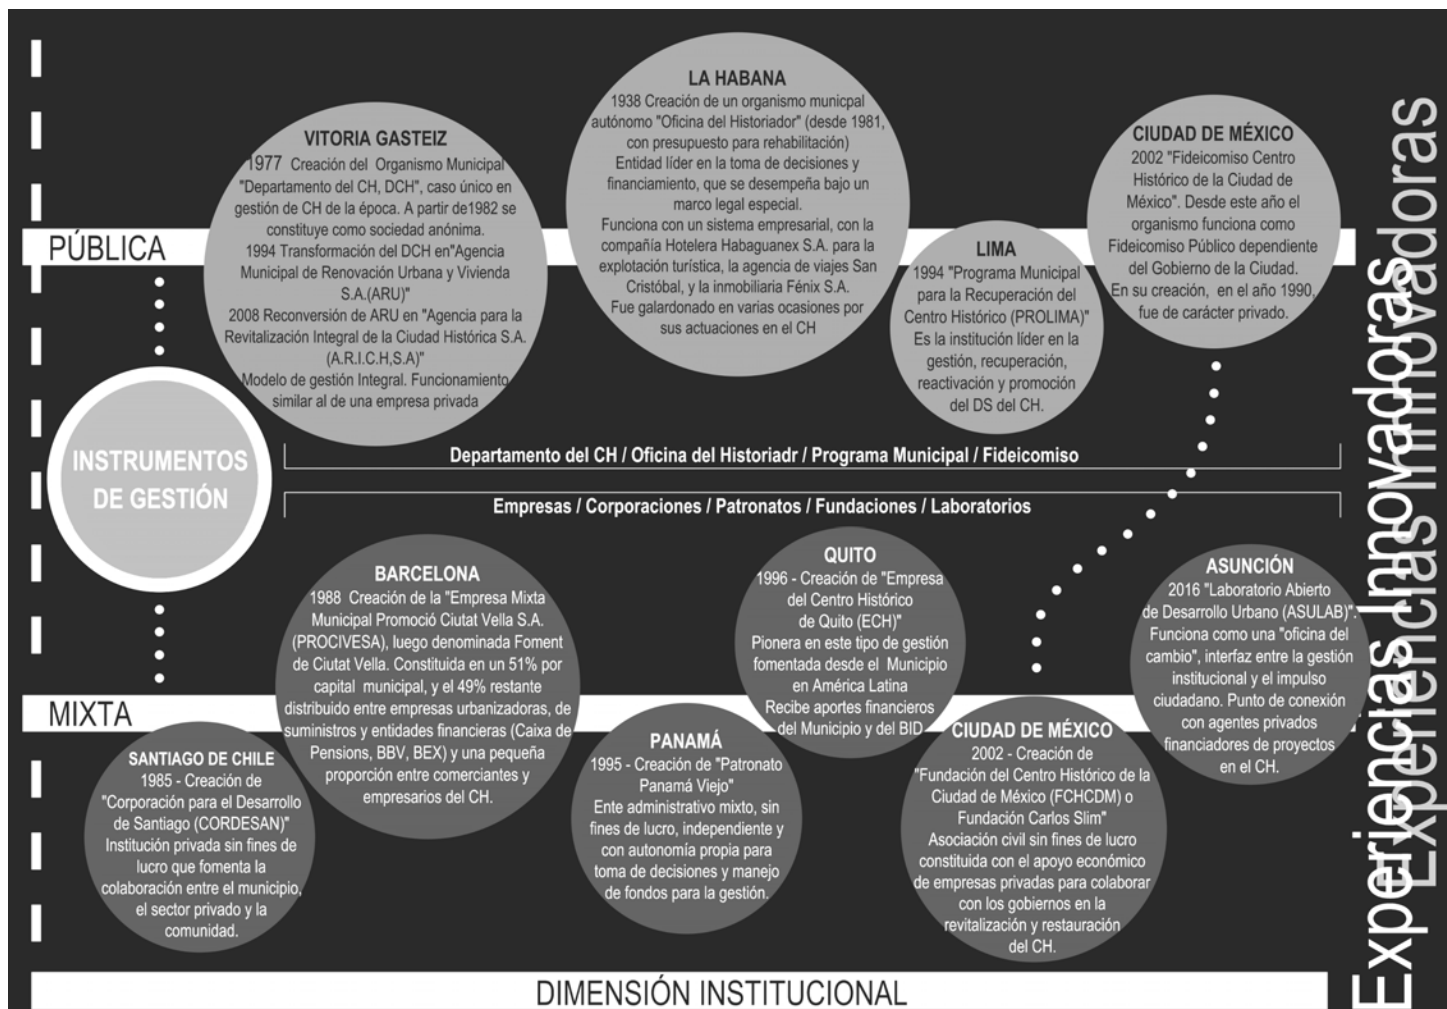 VITORIA GASTEIZ
1977 Creación del Organismo Municipal
"Departamento del CH, DCH", caso único en
gestión de CH de la época. A partir de1982 se
constituye como sociedad anónima.
1994 Transformación del DCH en"Agencia
Municipal de Renovación Urbana y Vivienda
S.A.(ARU)"
2008 Reconversión de ARU en "Agencia para la
Revitalización Integral de la Ciudad Histórica S.A.
(A.R.I.C.H,S.A)"
Modelo de gestión Integral. Funcionamiento
similar al de una empresa privada
LA HABANA
1938 Creación de un organismo municpal
autónomo "Oficina del Historiador" (desde 1981,
con presupuesto para rehabilitación)
Entidad líder en la toma de decisiones y
financiamiento, que se desempeña bajo un
marco legal especial.
Funciona con un sistema empresarial, con la
compañía Hotelera Habaguanex S.A. para la
explotación turística, la agencia de viajes San
Cristóbal, y la inmobiliaria Fénix S.A.
Fue galardonado en varias ocasiones por
sus actuaciones en el CH
LIMA
1994 "Programa Municipal
para la Recuperación del
Centro Histórico (PROLIMA)"
Es la institución líder en la
gestión, recuperación,
reactivación y promoción
del DS del CH.
CIUDAD DE MÉXICO
2002 "Fideicomiso Centro
Histórico de la Ciudad de
México". Desde este año el
organismo funciona como
Fideicomiso Público dependiente
del Gobierno de la Ciudad.
En su creación, en el año 1990,
fue de carácter privado.
PÚBLICA
INSTRUMENTOS
DE GESTIÓN
Departamento del CH / Oficina del Historiadr / Programa Municipal / Fideicomiso
Empresas / Corporaciones / Patronatos / Fundaciones / Laboratorios
MIXTA
SANTIAGO DE CHILE
1985 - Creación de
"Corporación para el Desarrollo
de Santiago (CORDESAN)"
Institución privada sin fines de
lucro que fomenta la
colaboración entre el municipio,
el sector privado y la
comunidad.
BARCELONA
1988 Creación de la "Empresa Mixta
Municipal Promoció Ciutat Vella S.A.
(PROCIVESA), luego denominada Foment
de Ciutat Vella. Constituida en un 51% por
capital municipal, y el 49% restante
distribuido entre empresas urbanizadoras, de
suministros y entidades financieras (Caixa de
Pensions, BBV, BEX) y una pequeña
proporción entre comerciantes y
empresarios del CH.
PANAMÁ
1995 - Creación de "Patronato
Panamá Viejo"
Ente administrativo mixto, sin
fines de lucro, independiente y
con autonomía propia para
toma de decisiones y manejo
de fondos para la gestión.
QUITO
1996 - Creación de "Empresa
del Centro Histórico
de Quito (ECH)"
Pionera en este tipo de gestión
fomentada desde el Municipio
en América Latina
Recibe aportes financieros
del Municipio y del BID
CIUDAD DE MÉXICO
2002 - Creación de
"Fundación del Centro Histórico de la
Ciudad de México (FCHCDM) o
Fundación Carlos Slim"
Asociación civil sin fines de lucro
constituida con el apoyo económico
de empresas privadas para colaborar
con los gobiernos en la
revitalización y restauración
del CH.
ASUNCIÓN
2016 "Laboratorio Abierto
de Desarrollo Urbano (ASULAB)".
Funciona como una "oficina del
cambio", interfaz entre la gestión
institucional y el impulso
ciudadano. Punto de conexión
con agentes privados
financiadores de proyectos
en el CH.
DIMENSIÓN INSTITUCIONAL
Experiencias Innovadoras
Experiencias Innovadoras